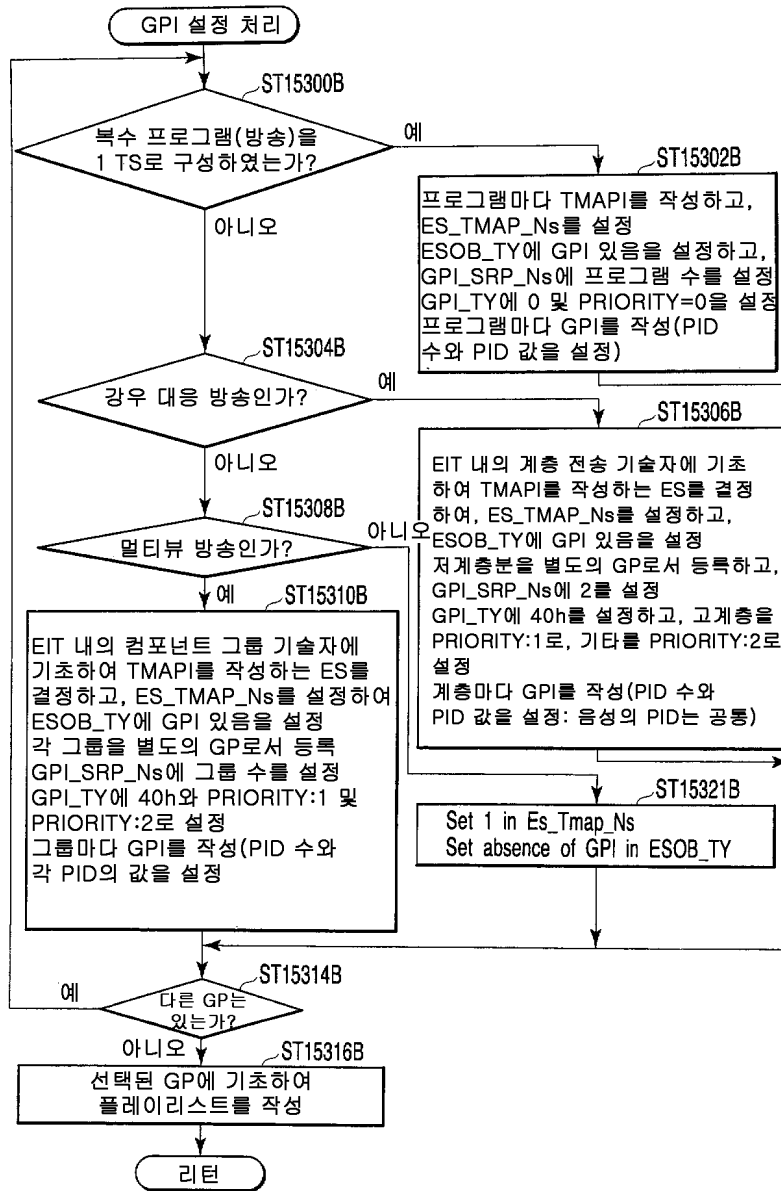 GPI 설정 처리
ST15300B
복수 프로그램(방송)을
1 TS로 구성하였는가?
예
아니오
ST15302B
프로그램마다 TMAPI를 작성하고,
ES_TMAP_Ns를 설정
ESOB_TY에 GPI 있음을 설정하고,
GPI_SRP_Ns에 프로그램 수를 설정
GPI_TY에 0 및 PRIORITY=0을 설정
프로그램마다 GPI를 작성(PID
수와 PID 값을 설정)
ST15304B
강우 대응 방송인가?
예
아니오
ST15306B
EIT 내의 계층 전송 기술자에 기초
하여 TMAPI를 작성하는 ES를 결정
하여, ES_TMAP_Ns를 설정하고,
ESOB_TY에 GPI 있음을 설정
저계층분을 별도의 GP로서 등록하고,
GPI_SRP_Ns에 2를 설정
GPI_TY에 40h를 설정하고, 고계층을
PRIORITY:1로, 기타를 PRIORITY:2로
설정
계층마다 GPI를 작성(PID 수와
PID 값을 설정: 음성의 PID는 공통)
ST15308B
멀티뷰 방송인가?
아니오
예
ST15310B
EIT 내의 컴포넌트 그룹 기술자에
기초하여 TMAPI를 작성하는 ES를
결정하고, ES_TMAP_Ns를 설정하여
ESOB_TY에 GPI 있음을 설정
각 그룹을 별도의 GP로서 등록
GPI_SRP_Ns에 그룹 수를 설정
GPI_TY에 40h와 PRIORITY:1 및
PRIORITY:2로 설정
그룹마다 GPI를 작성(PID 수와
각 PID의 값을 설정
ST15321B
Set 1 in Es_Tmap_Ns
Set absence of GPI in ESOB_TY
ST15314B
다른 GP는
있는가?
예
아니오
ST15316B
선택된 GP에 기초하여
플레이리스트를 작성
리턴